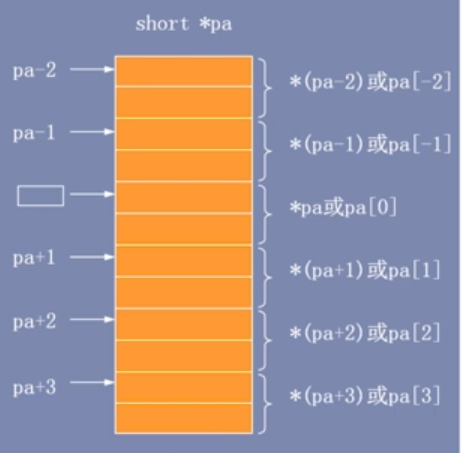 short *pa
pa-2
*(pa-2)或pa[-2]
pa-1
*(pa-1)或pa[-1]
*pa或pa[0]
pa+1
*(pa+1)或pa[1]
pa+2
*(pa+2)或pa[2]
pa+3
*(pa+3)或pa[3]